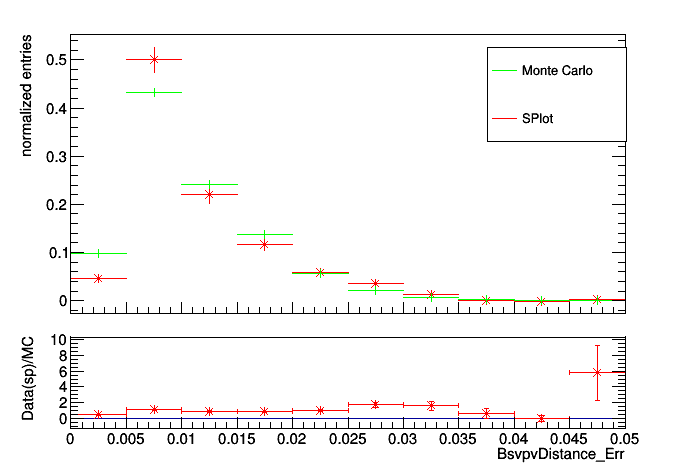 normalized entries
0.5
0.4
0.3
0.2
0.1
0
Monte Carlo
SPlot
Data(sp)/MC
10
8
6
4
2
0
0 0.005 0.01 0.015 0.02 0.025 0.03 0.035 0.04 0.045 0.05
BsvpvDistance_Err